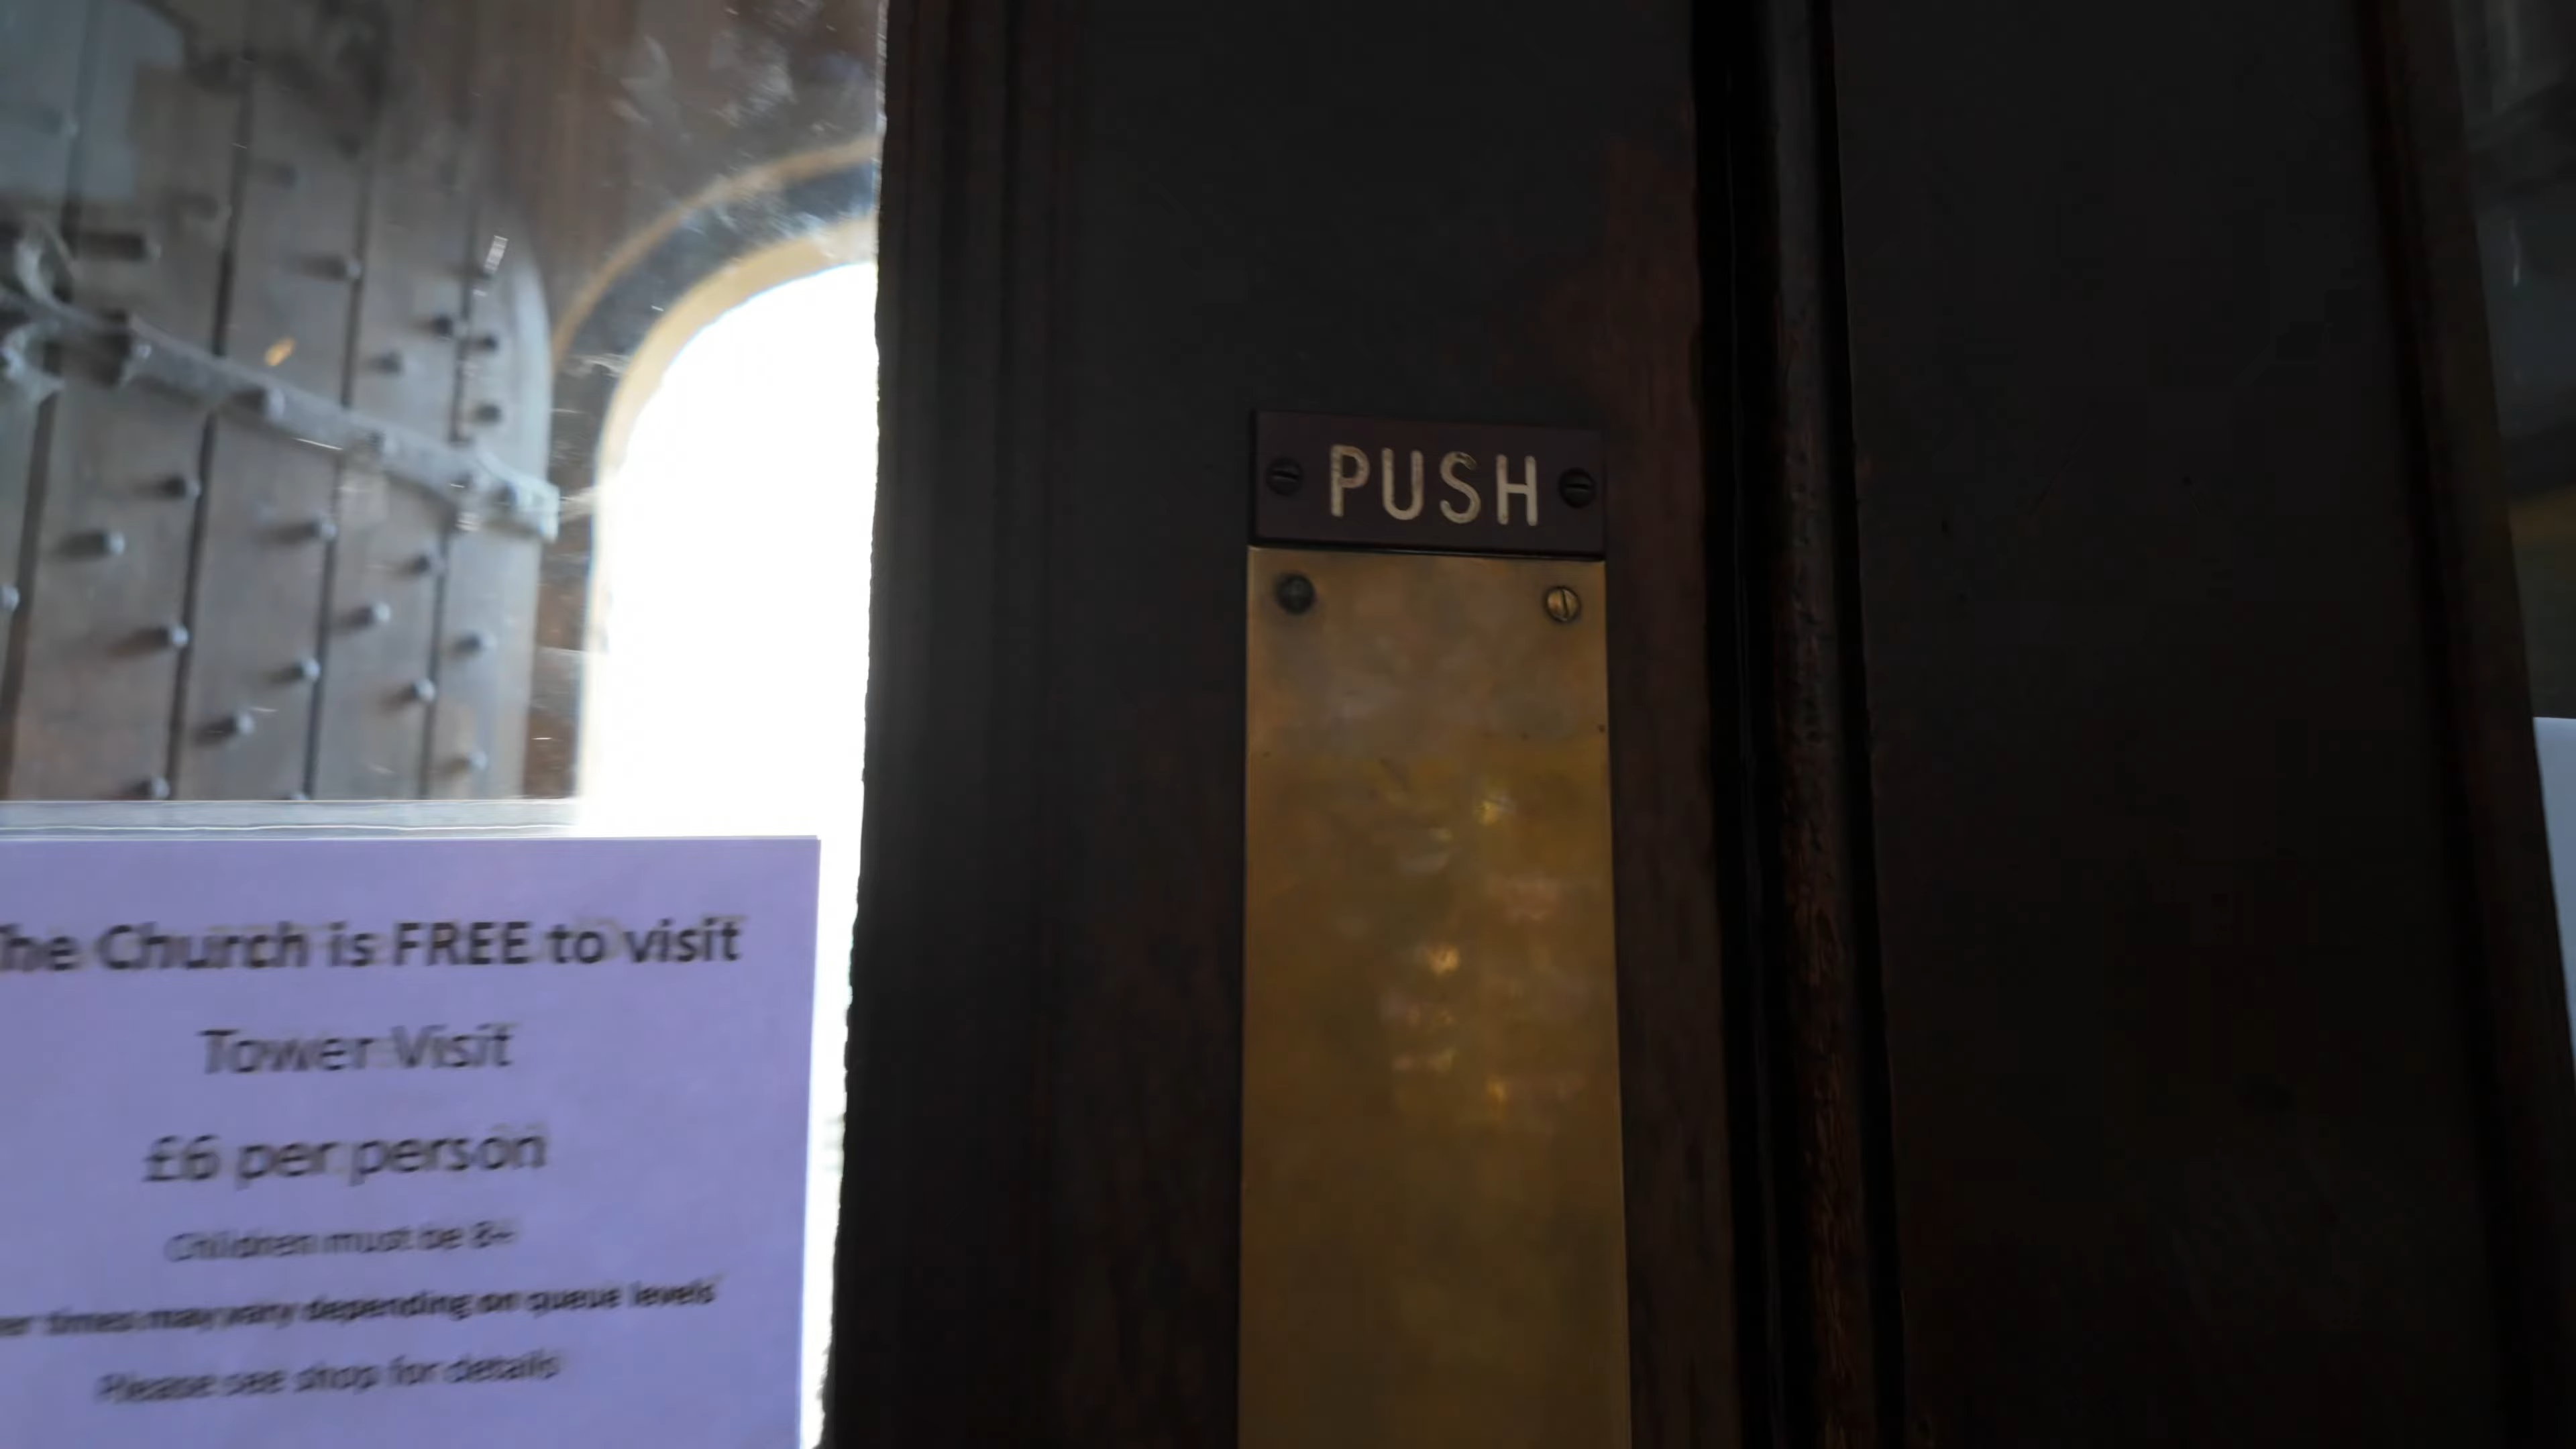 PUSH
The Church is FREE to visit
Tower Visit
£6 per person
Children must be 8+
times may vary depending on queue levels
Please see shop for details